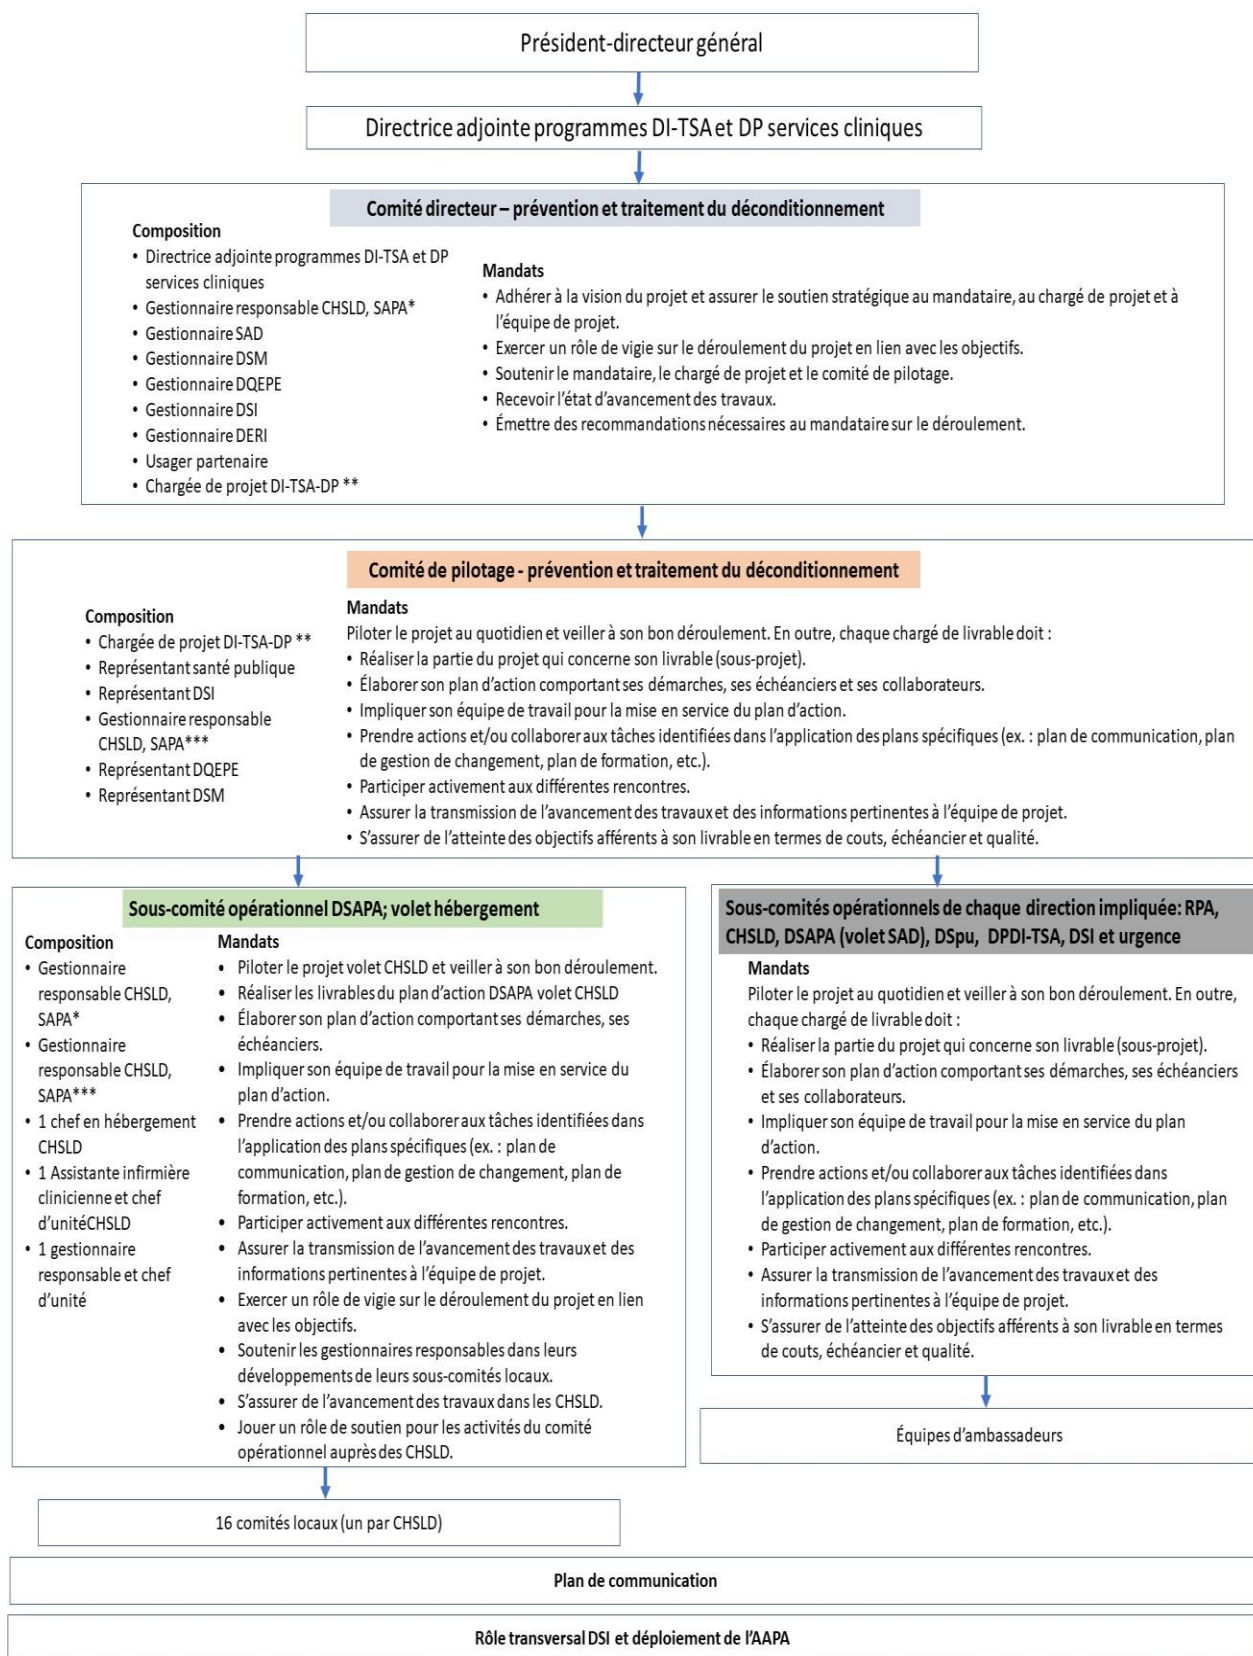 Président-directeur général
Directrice adjointe programmes DI-TSA et DP services cliniques
Comité directeur – prévention et traitement du déconditionnement
Composition
• Directrice adjointe programmes DI-TSA et DP
services cliniques
• Gestionnaire responsable CHSLD, SAPA*
• Gestionnaire SAD
• Gestionnaire DSM
• Gestionnaire DQEPE
• Gestionnaire DSI
• Gestionnaire DERI
• Usager partenaire
• Chargée de projet DI-TSA-DP **
Mandats
• Adhérer à la vision du projet et assurer le soutien stratégique au mandataire, au chargé de projet et à
l'équipe de projet.
• Exercer un rôle de vigie sur le déroulement du projet en lien avec les objectifs.
• Soutenir le mandataire, le chargé de projet et le comité de pilotage.
• Recevoir l'état d'avancement des travaux.
• Émettre des recommandations nécessaires au mandataire sur le déroulement.
Comité de pilotage - prévention et traitement du déconditionnement
Composition
• Chargée de projet DI-TSA-DP **
• Représentant santé publique
• Représentant DSI
• Gestionnaire responsable
CHSLD, SAPA***
• Représentant DQEPE
• Représentant DSM
Mandats
Piloter le projet au quotidien et veiller à son bon déroulement. En outre, chaque chargé de livrable doit :
• Réaliser la partie du projet qui concerne son livrable (sous-projet).
• Élaborer son plan d'action comportant ses démarches, ses échéanciers et ses collaborateurs.
• Impliquer son équipe de travail pour la mise en service du plan d'action.
• Prendre actions et/ou collaborer aux tâches identifiées dans l'application des plans spécifiques (ex. : plan de communication, plan
de gestion de changement, plan de formation, etc.).
• Participer activement aux différentes rencontres.
• Assurer la transmission de l'avancement des travaux et des informations pertinentes à l'équipe de projet.
• S'assurer de l'atteinte des objectifs afférents à son livrable en termes de couts, échéancier et qualité.
Sous-comité opérationnel DSAPA; volet hébergement
Composition
• Gestionnaire
responsable CHSLD,
SAPA*
• Gestionnaire
responsable CHSLD,
SAPA***
• 1 chef en hébergement
CHSLD
• 1 Assistante infirmière
clinicienne et chef
d'unitéCHSLD
• 1 gestionnaire
responsable et chef
d'unité
Mandats
• Piloter le projet volet CHSLD et veiller à son bon déroulement.
• Réaliser les livrables du plan d'action DSAPA volet CHSLD
• Élaborer son plan d'action comportant ses démarches, ses
échéanciers.
• Impliquer son équipe de travail pour la mise en service du
plan d'action.
• Prendre actions et/ou collaborer aux tâches identifiées dans
l'application des plans spécifiques (ex. : plan de
communication, plan de gestion de changement, plan de
formation, etc.).
• Participer activement aux différentes rencontres.
• Assurer la transmission de l'avancement des travaux et des
informations pertinentes à l'équipe de projet.
• Exercer un rôle de vigie sur le déroulement du projet en lien
avec les objectifs.
• Soutenir les gestionnaires responsables dans leurs
développements de leurs sous-comités locaux.
• S'assurer de l'avancement des travaux dans les CHSLD.
• Jouer un rôle de soutien pour les activités du comité
opérationnel auprès des CHSLD.
Sous-comités opérationnels de chaque direction impliquée: RPA,
CHSLD, DSAPA (volet SAD), DSpu, DPDI-TSA, DSI et urgence
Mandats
Piloter le projet au quotidien et veiller à son bon déroulement. En outre,
chaque chargé de livrable doit :
• Réaliser la partie du projet qui concerne son livrable (sous-projet).
• Élaborer son plan d'action comportant ses démarches, ses échéanciers
et ses collaborateurs.
• Impliquer son équipe de travail pour la mise en service du plan
d'action.
• Prendre actions et/ou collaborer aux tâches identifiées dans
l'application des plans spécifiques (ex. : plan de communication, plan
de gestion de changement, plan de formation, etc.).
• Participer activement aux différentes rencontres.
• Assurer la transmission de l'avancement des travaux et des
informations pertinentes à l'équipe de projet.
• S'assurer de l'atteinte des objectifs afférents à son livrable en termes
de couts, échéancier et qualité.
Équipes d'ambassadeurs
16 comités locaux (un par CHSLD)
Plan de communication
Rôle transversal DSI et déploiement de l'AAPA